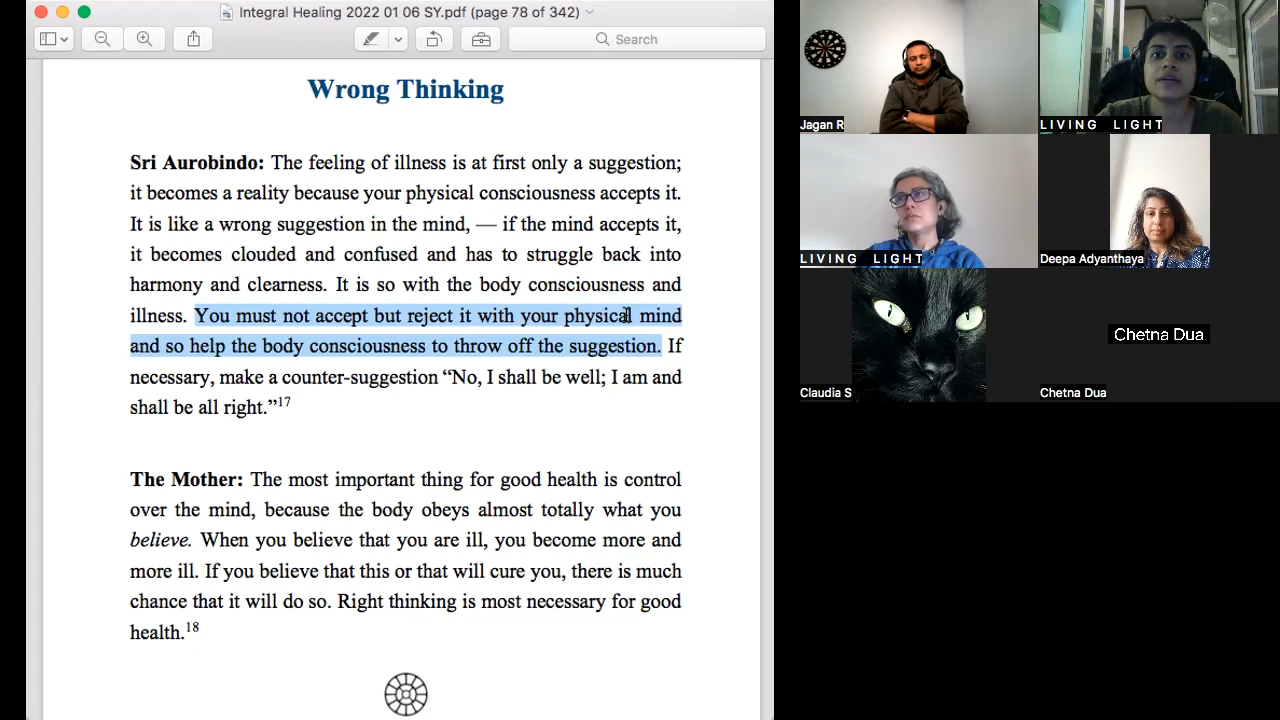 Integral Healing 2022 01 06 SY.pdf (page 78 of 342)
Search
Wrong Thinking
Sri Aurobindo: The feeling of illness is at first only a suggestion;
it becomes a reality because your physical consciousness accepts it.
It is like a wrong suggestion in the mind, — if the mind accepts it,
it becomes clouded and confused and has to struggle back into
harmony and clearness. It is so with the body consciousness and
illness. You must not accept but reject it with your physical mind
and so help the body consciousness to throw off the suggestion. If
necessary, make a counter-suggestion “No, I shall be well; I am and
shall be all right.”17
The Mother: The most important thing for good health is control
over the mind, because the body obeys almost totally what you
believe. When you believe that you are ill, you become more and
more ill. If you believe that this or that will cure you, there is much
chance that it will do so. Right thinking is most necessary for good
health.18
Jagan R
LIVING LIGHT
LIVING LIGHT
Deepa Adyanthaya
Claudia S
Chetna Dua
Chetna Dua